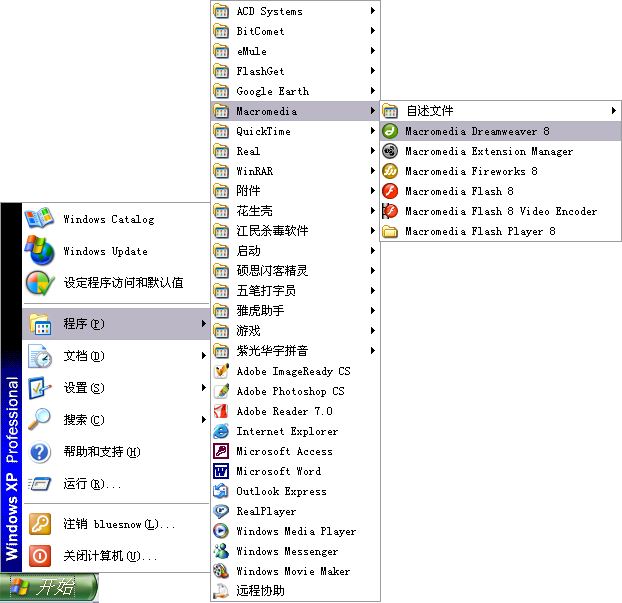 ACD Systems
BitComet
eMule
FlashGet
Google Earth
Macromedia
QuickTime
Real
WinRAR
附件
花生壳
江民杀毒软件
启动
硕思闪客精灵
五笔打字员
雅虎助手
游戏
紫光华宇拼音
Adobe ImageReady CS
Adobe Photoshop CS
Adobe Reader 7.0
Internet Explorer
Microsoft Access
Microsoft Word
Outlook Express
RealPlayer
Windows Media Player
Windows Messenger
Windows Movie Maker
远程协助
自述文件
Macromedia Dreamweaver 8
Macromedia Extension Manager
Macromedia Fireworks 8
Macromedia Flash 8
Macromedia Flash 8 Video Encoder
Macromedia Flash Player 8
Windows Catalog
Windows Update
设定程序访问和默认值
程序(P)
文档(D)
设置(S)
搜索(C)
帮助和支持(H)
运行(R)...
注销 bluesnow(L)...
关闭计算机(U)...
Windows XP Professional
开始